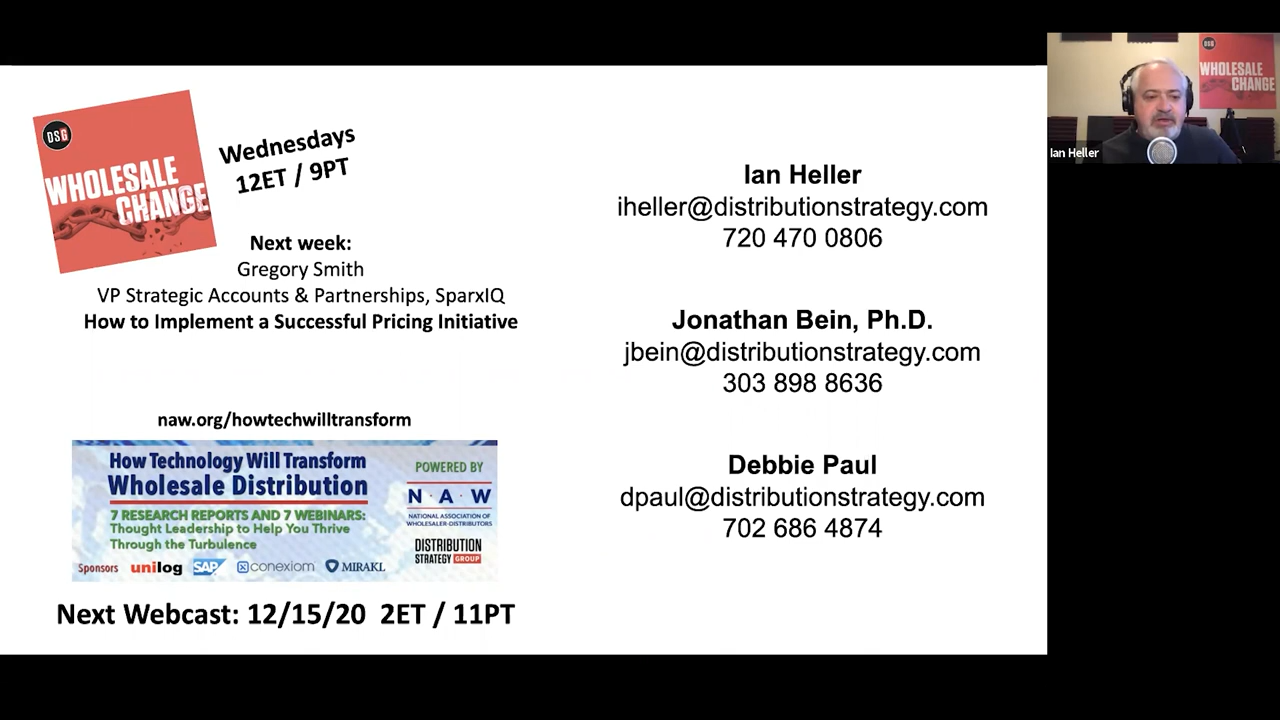 DSG
WHOLESALE
CHANGE
Wednesdays
12ET / 9PT
Next week:
Gregory Smith
VP Strategic Accounts & Partnerships, SparxIQ
How to Implement a Successful Pricing Initiative
naw.org/howtechwilltransform
How Technology Will Transform
Wholesale Distribution
7 RESEARCH REPORTS AND 7 WEBINARS:
Thought Leadership to Help You Thrive
Through the Turbulence
POWERED BY
N·A·W
NATIONAL ASSOCIATION OF
WHOLESALER-DISTRIBUTORS
DISTRIBUTION
STRATEGY GROUP
Sponsors unilog SAP conexiom MIRAKL
Next Webcast: 12/15/20 2ET / 11PT
Ian Heller
iheller@distributionstrategy.com
720 470 0806
Jonathan Bein, Ph.D.
jbein@distributionstrategy.com
303 898 8636
Debbie Paul
dpaul@distributionstrategy.com
702 686 4874
DSG
WHOLESALE
CHANGE
Ian Heller